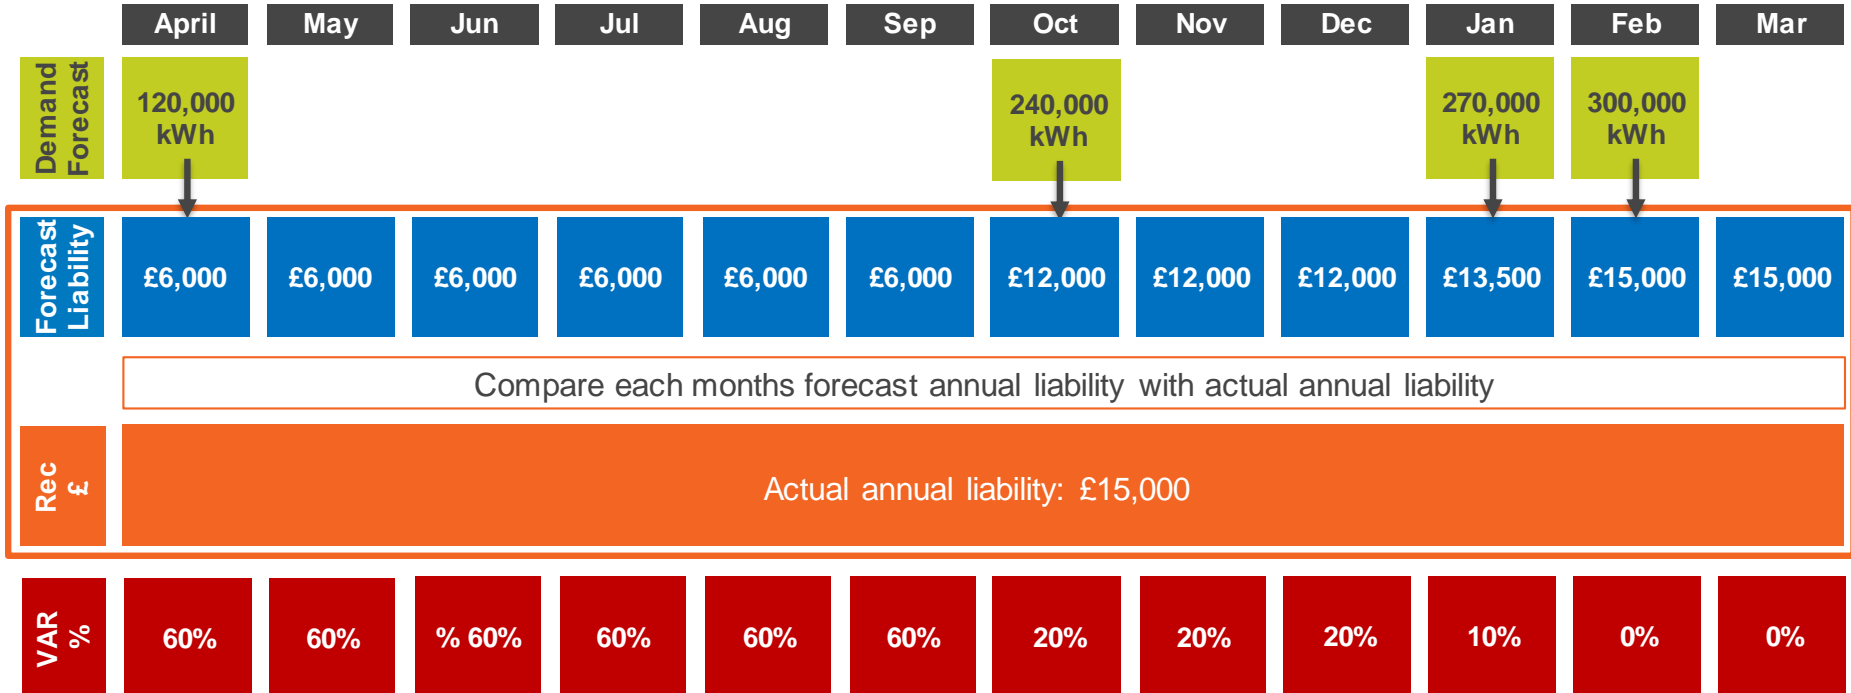 April May Jun Jul Aug Sep Oct Nov Dec Jan Feb Mar
Demand
Forecast
120,000
kWh
240,000
kWh
270,000
kWh
300,000
kWh
Forecast
Liability
£6,000 £6,000 £6,000 £6,000 £6,000 £6,000 £12,000 £12,000 £12,000 £13,500 £15,000 £15,000
Compare each months forecast annual liability with actual annual liability
Rec
£
Actual annual liability: £15,000
VAR
%
60% 60% % 60% 60% 60% 60% 20% 20% 20% 10% 0% 0%